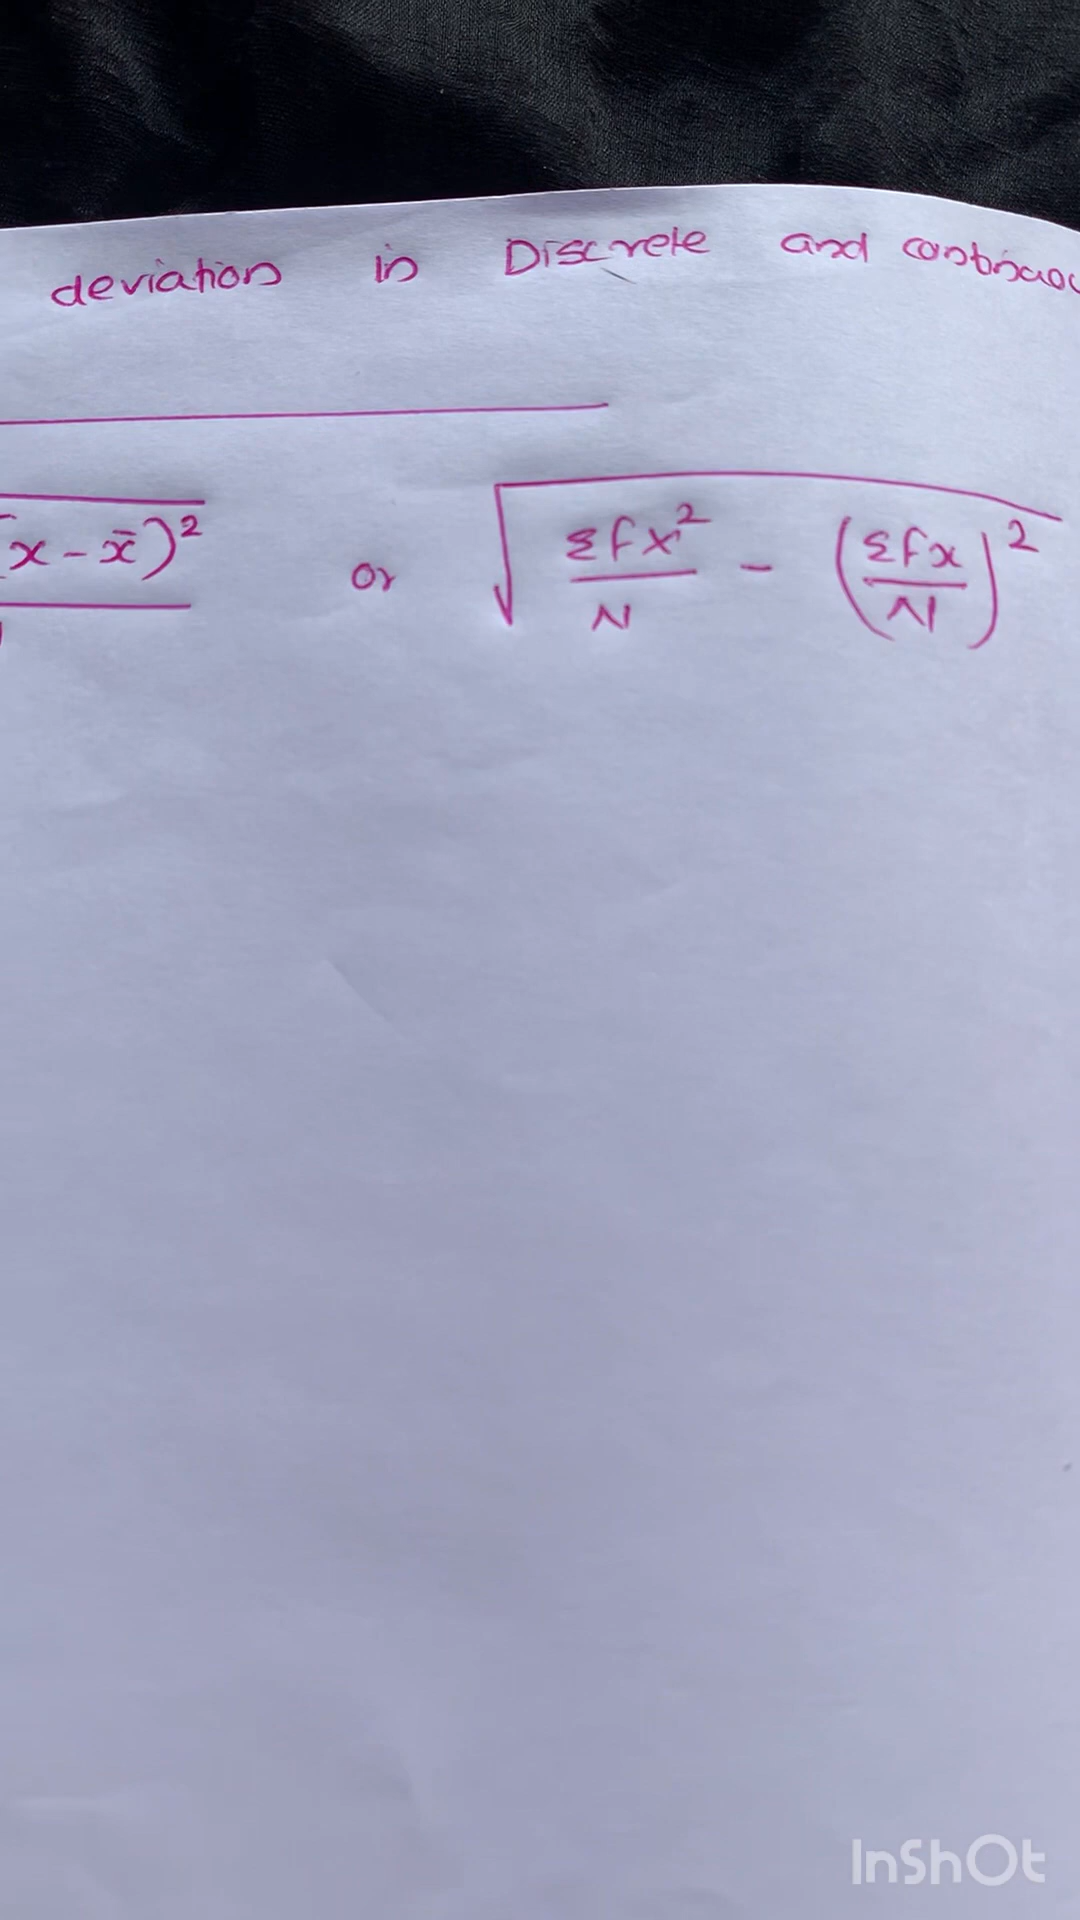 deviation in Discrete and
x - x̄)² or √(Σfx²/N - (Σfx/N)²)
InShOt